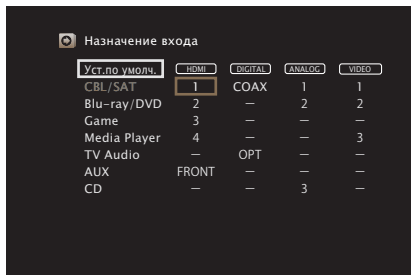 Назначение входа
Уст.по умолч. HDMI DIGITAL ANALOG VIDEO
CBL/SAT 1 COAX 1 1
Blu-ray/DVD 2 — 2 2
Game 3 — — —
Media Player 4 — — 3
TV Audio — OPT — —
AUX FRONT — — —
CD — — 3 —